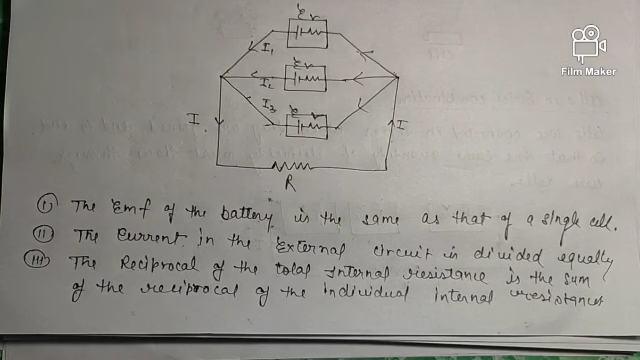 Film Maker
Ɛ r
I1
Ɛ r
I2
I3
Ɛ r
I
I
R
(I) The Emf of the battery is the same as that of a single cell.
(II) The Current in the External circuit is divided equally
(III) The Reciprocal of the total Internal resistance is the sum
of the reciprocal of the individual internal resistances